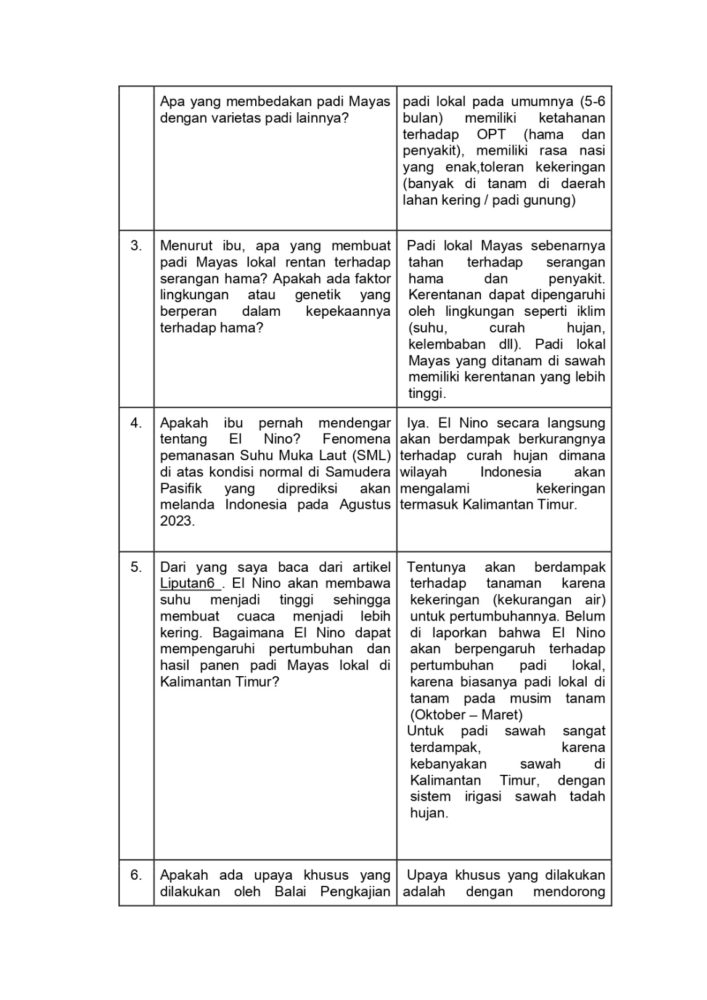 Apa yang membedakan padi Mayas
dengan varietas padi lainnya?
padi lokal pada umumnya (5-6
bulan) memiliki ketahanan
terhadap OPT (hama dan
penyakit), memiliki rasa nasi
yang enak,toleran kekeringan
(banyak di tanam di daerah
lahan kering / padi gunung)
3.
Menurut ibu, apa yang membuat
padi Mayas lokal rentan terhadap
serangan hama? Apakah ada faktor
lingkungan atau genetik yang
berperan dalam kepekaannya
terhadap hama?
Padi lokal Mayas sebenarnya
tahan terhadap serangan
hama dan penyakit.
Kerentanan dapat dipengaruhi
oleh lingkungan seperti iklim
(suhu, curah hujan,
kelembaban dll). Padi lokal
Mayas yang ditanam di sawah
memiliki kerentanan yang lebih
tinggi.
4.
Apakah ibu pernah mendengar
tentang El Nino? Fenomena
pemanasan Suhu Muka Laut (SML)
di atas kondisi normal di Samudera
Pasifik yang diprediksi akan
melanda Indonesia pada Agustus
2023.
Iya. El Nino secara langsung
akan berdampak berkurangnya
terhadap curah hujan dimana
wilayah Indonesia akan
mengalami kekeringan
termasuk Kalimantan Timur.
5.
Dari yang saya baca dari artikel
Liputan6 . El Nino akan membawa
suhu menjadi tinggi sehingga
membuat cuaca menjadi lebih
kering. Bagaimana El Nino dapat
mempengaruhi pertumbuhan dan
hasil panen padi Mayas lokal di
Kalimantan Timur?
Tentunya akan berdampak
terhadap tanaman karena
kekeringan (kekurangan air)
untuk pertumbuhannya. Belum
di laporkan bahwa El Nino
akan berpengaruh terhadap
pertumbuhan padi lokal,
karena biasanya padi lokal di
tanam pada musim tanam
(Oktober – Maret)
Untuk padi sawah sangat
terdampak, karena
kebanyakan sawah di
Kalimantan Timur, dengan
sistem irigasi sawah tadah
hujan.
6.
Apakah ada upaya khusus yang
dilakukan oleh Balai Pengkajian
Upaya khusus yang dilakukan
adalah dengan mendorong